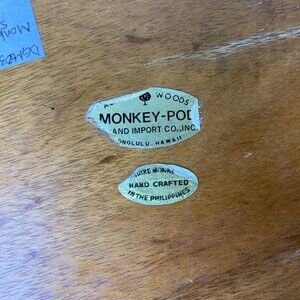 WOODS
MONKEY-POD
AND IMPORT CO., INC.
ONOLULU, HAWAII
HAND CRAFTED
IN THE PHILIPPINES